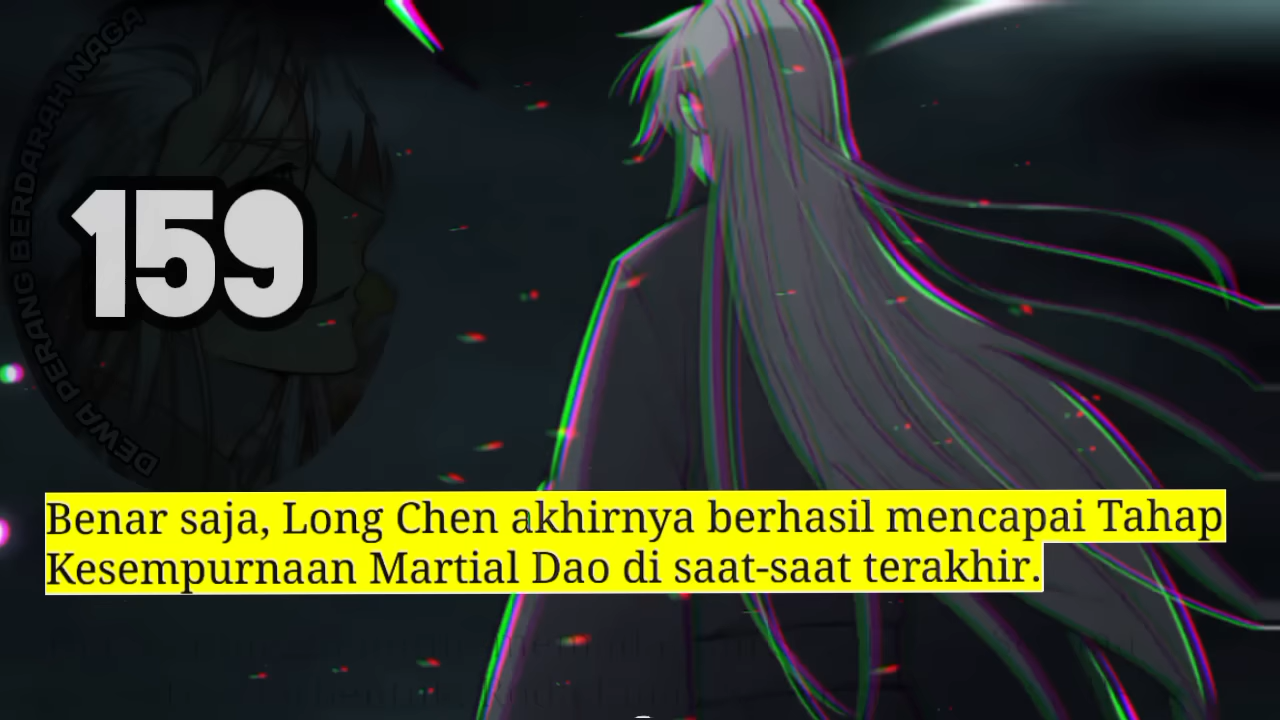 DEWA PERANG BERDARAH NAGA
159
Benar saja, Long Chen akhirnya berhasil mencapai Tahap
Kesempurnaan Martial Dao di saat-saat terakhir.